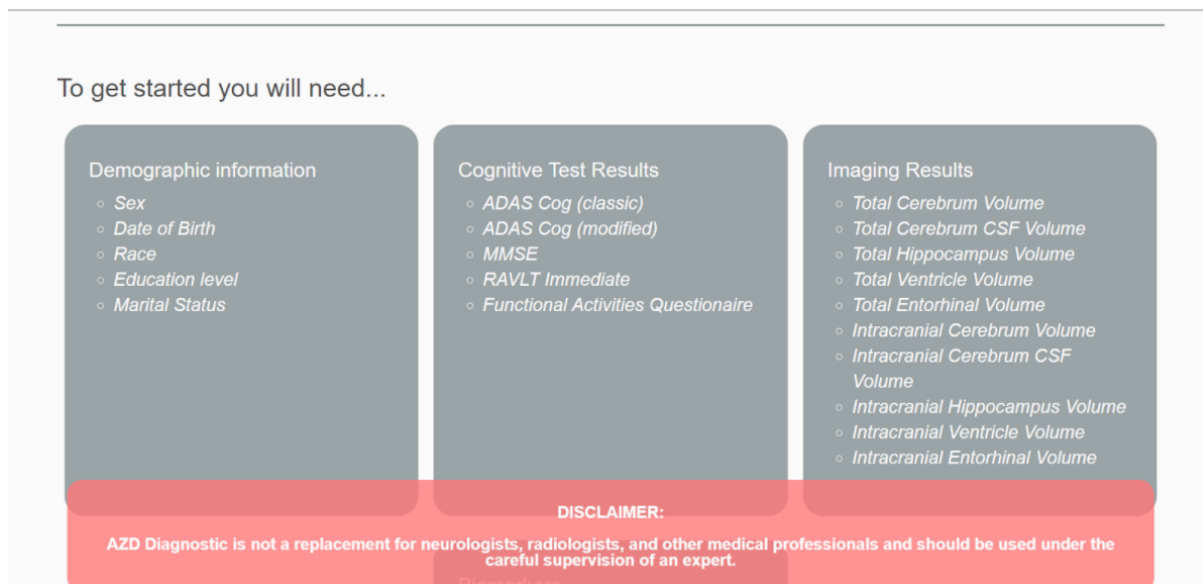 To get started you will need...
Demographic information
Sex
Date of Birth
Race
Education level
Marital Status
Cognitive Test Results
ADAS Cog (classic)
ADAS Cog (modified)
MMSE
RAVLT Immediate
Functional Activities Questionaire
Imaging Results
Total Cerebrum Volume
Total Cerebrum CSF Volume
Total Hippocampus Volume
Total Ventricle Volume
Total Entorhinal Volume
Intracranial Cerebrum Volume
Intracranial Cerebrum CSF
Volume
Intracranial Hippocampus Volume
Intracranial Ventricle Volume
Intracranial Entorhinal Volume
DISCLAIMER:
AZD Diagnostic is not a replacement for neurologists, radiologists, and other medical professionals and should be used under the
careful supervision of an expert.
Biomarkers